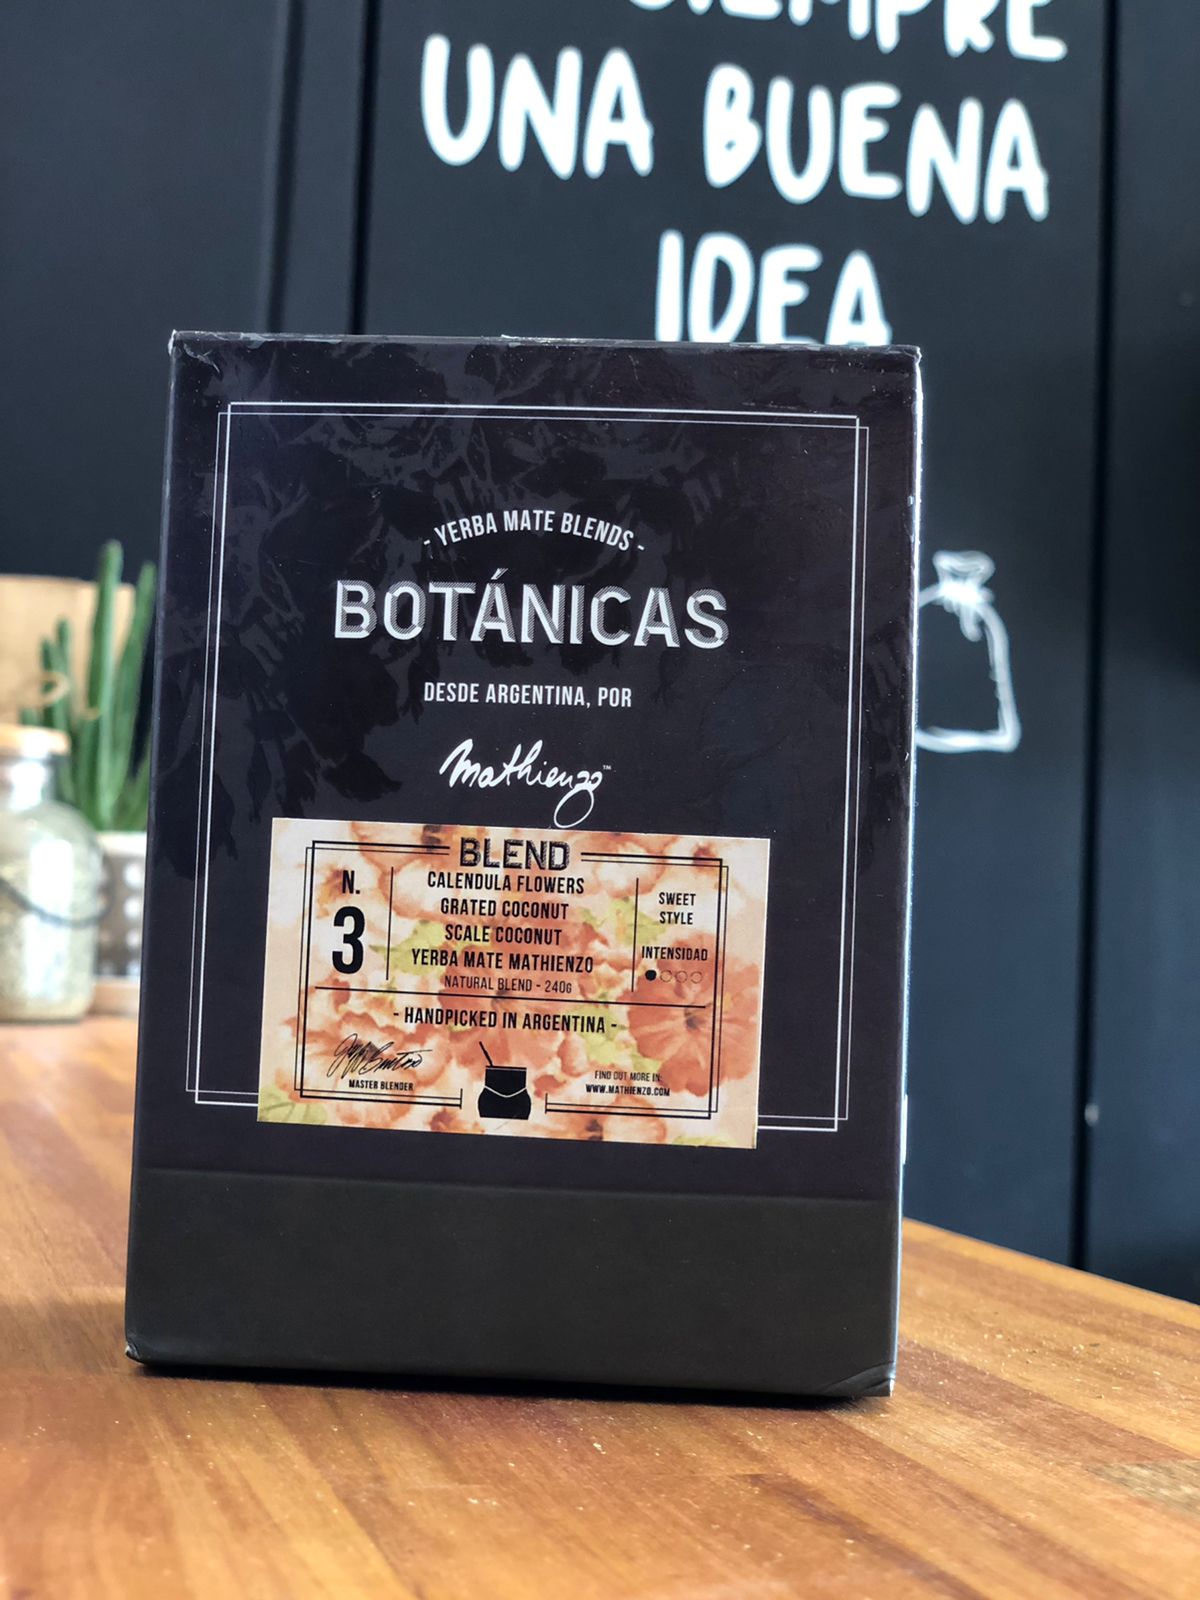 UNA BUENA
IDEA
- YERBA MATE BLENDS -
BOTÁNICAS
DESDE ARGENTINA, POR
Mathienzo™
BLEND
N.
3
CALENDULA FLOWERS
GRATED COCONUT
SCALE COCONUT
YERBA MATE MATHIENZO
NATURAL BLEND - 240G
SWEET
STYLE
INTENSIDAD
- HANDPICKED IN ARGENTINA -
MASTER BLENDER
FIND OUT MORE IN:
WWW.MATHIENZO.COM